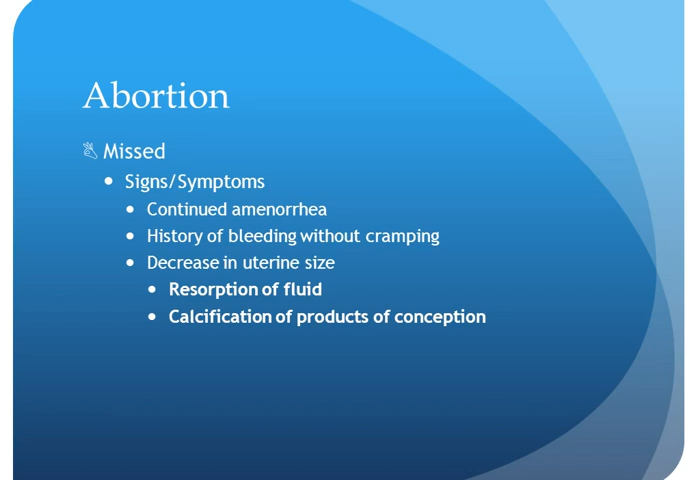 Abortion
Missed
Signs/Symptoms
Continued amenorrhea
History of bleeding without cramping
Decrease in uterine size
Resorption of fluid
Calcification of products of conception